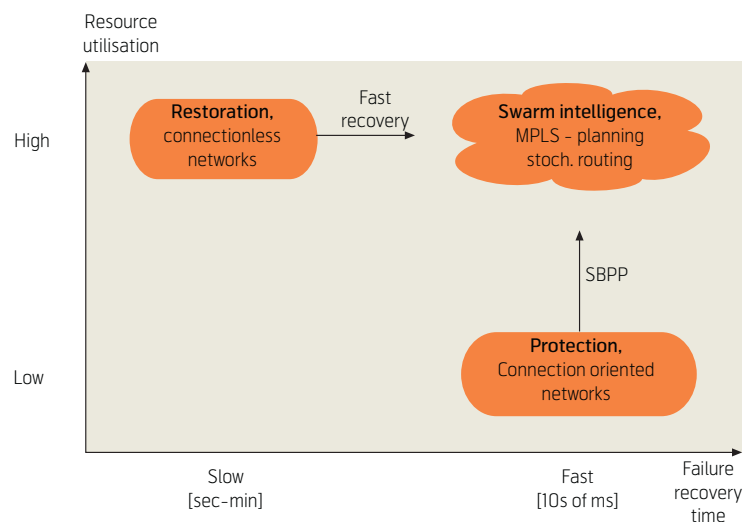 Resource
utilisation
High
Restoration,
connectionless
networks
Fast
recovery
Swarm intelligence,
MPLS - planning
stoch. routing
SBPP
Low
Protection,
Connection oriented
networks
Slow
[sec-min]
Fast
[10s of ms]
Failure
recovery
time